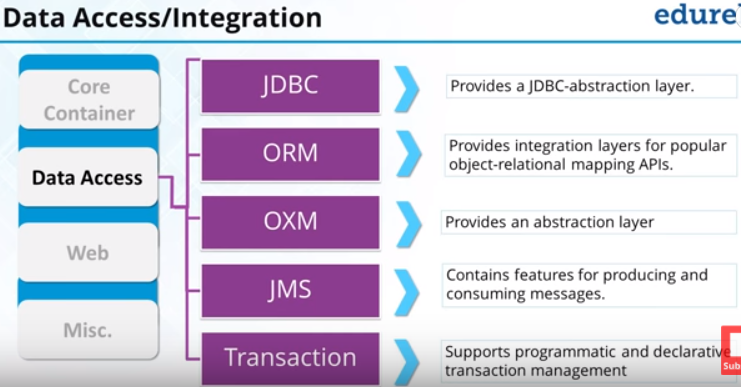 Data Access/Integration
edure
Core
Container
Data Access
Web
Misc.
JDBC
Provides a JDBC-abstraction layer.
ORM
Provides integration layers for popular
object-relational mapping APIs.
OXM
Provides an abstraction layer
JMS
Contains features for producing and
consuming messages.
Transaction
Supports programmatic and declarative
transaction management
Sub